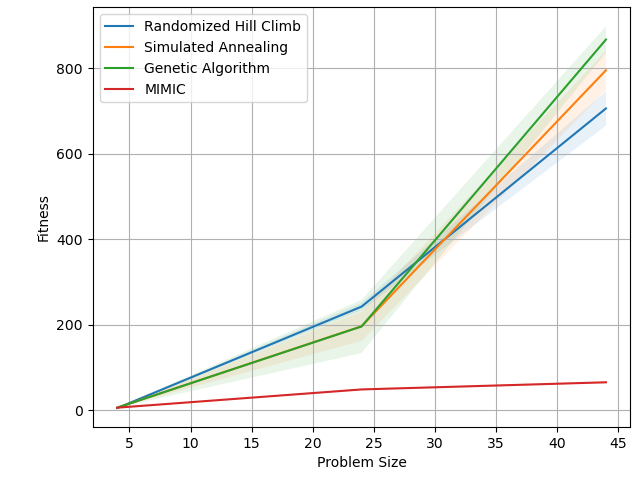 Randomized Hill Climb
Simulated Annealing
Genetic Algorithm
MIMIC
Fitness
800
600
400
200
0
5 10 15 20 25 30 35 40 45
Problem Size